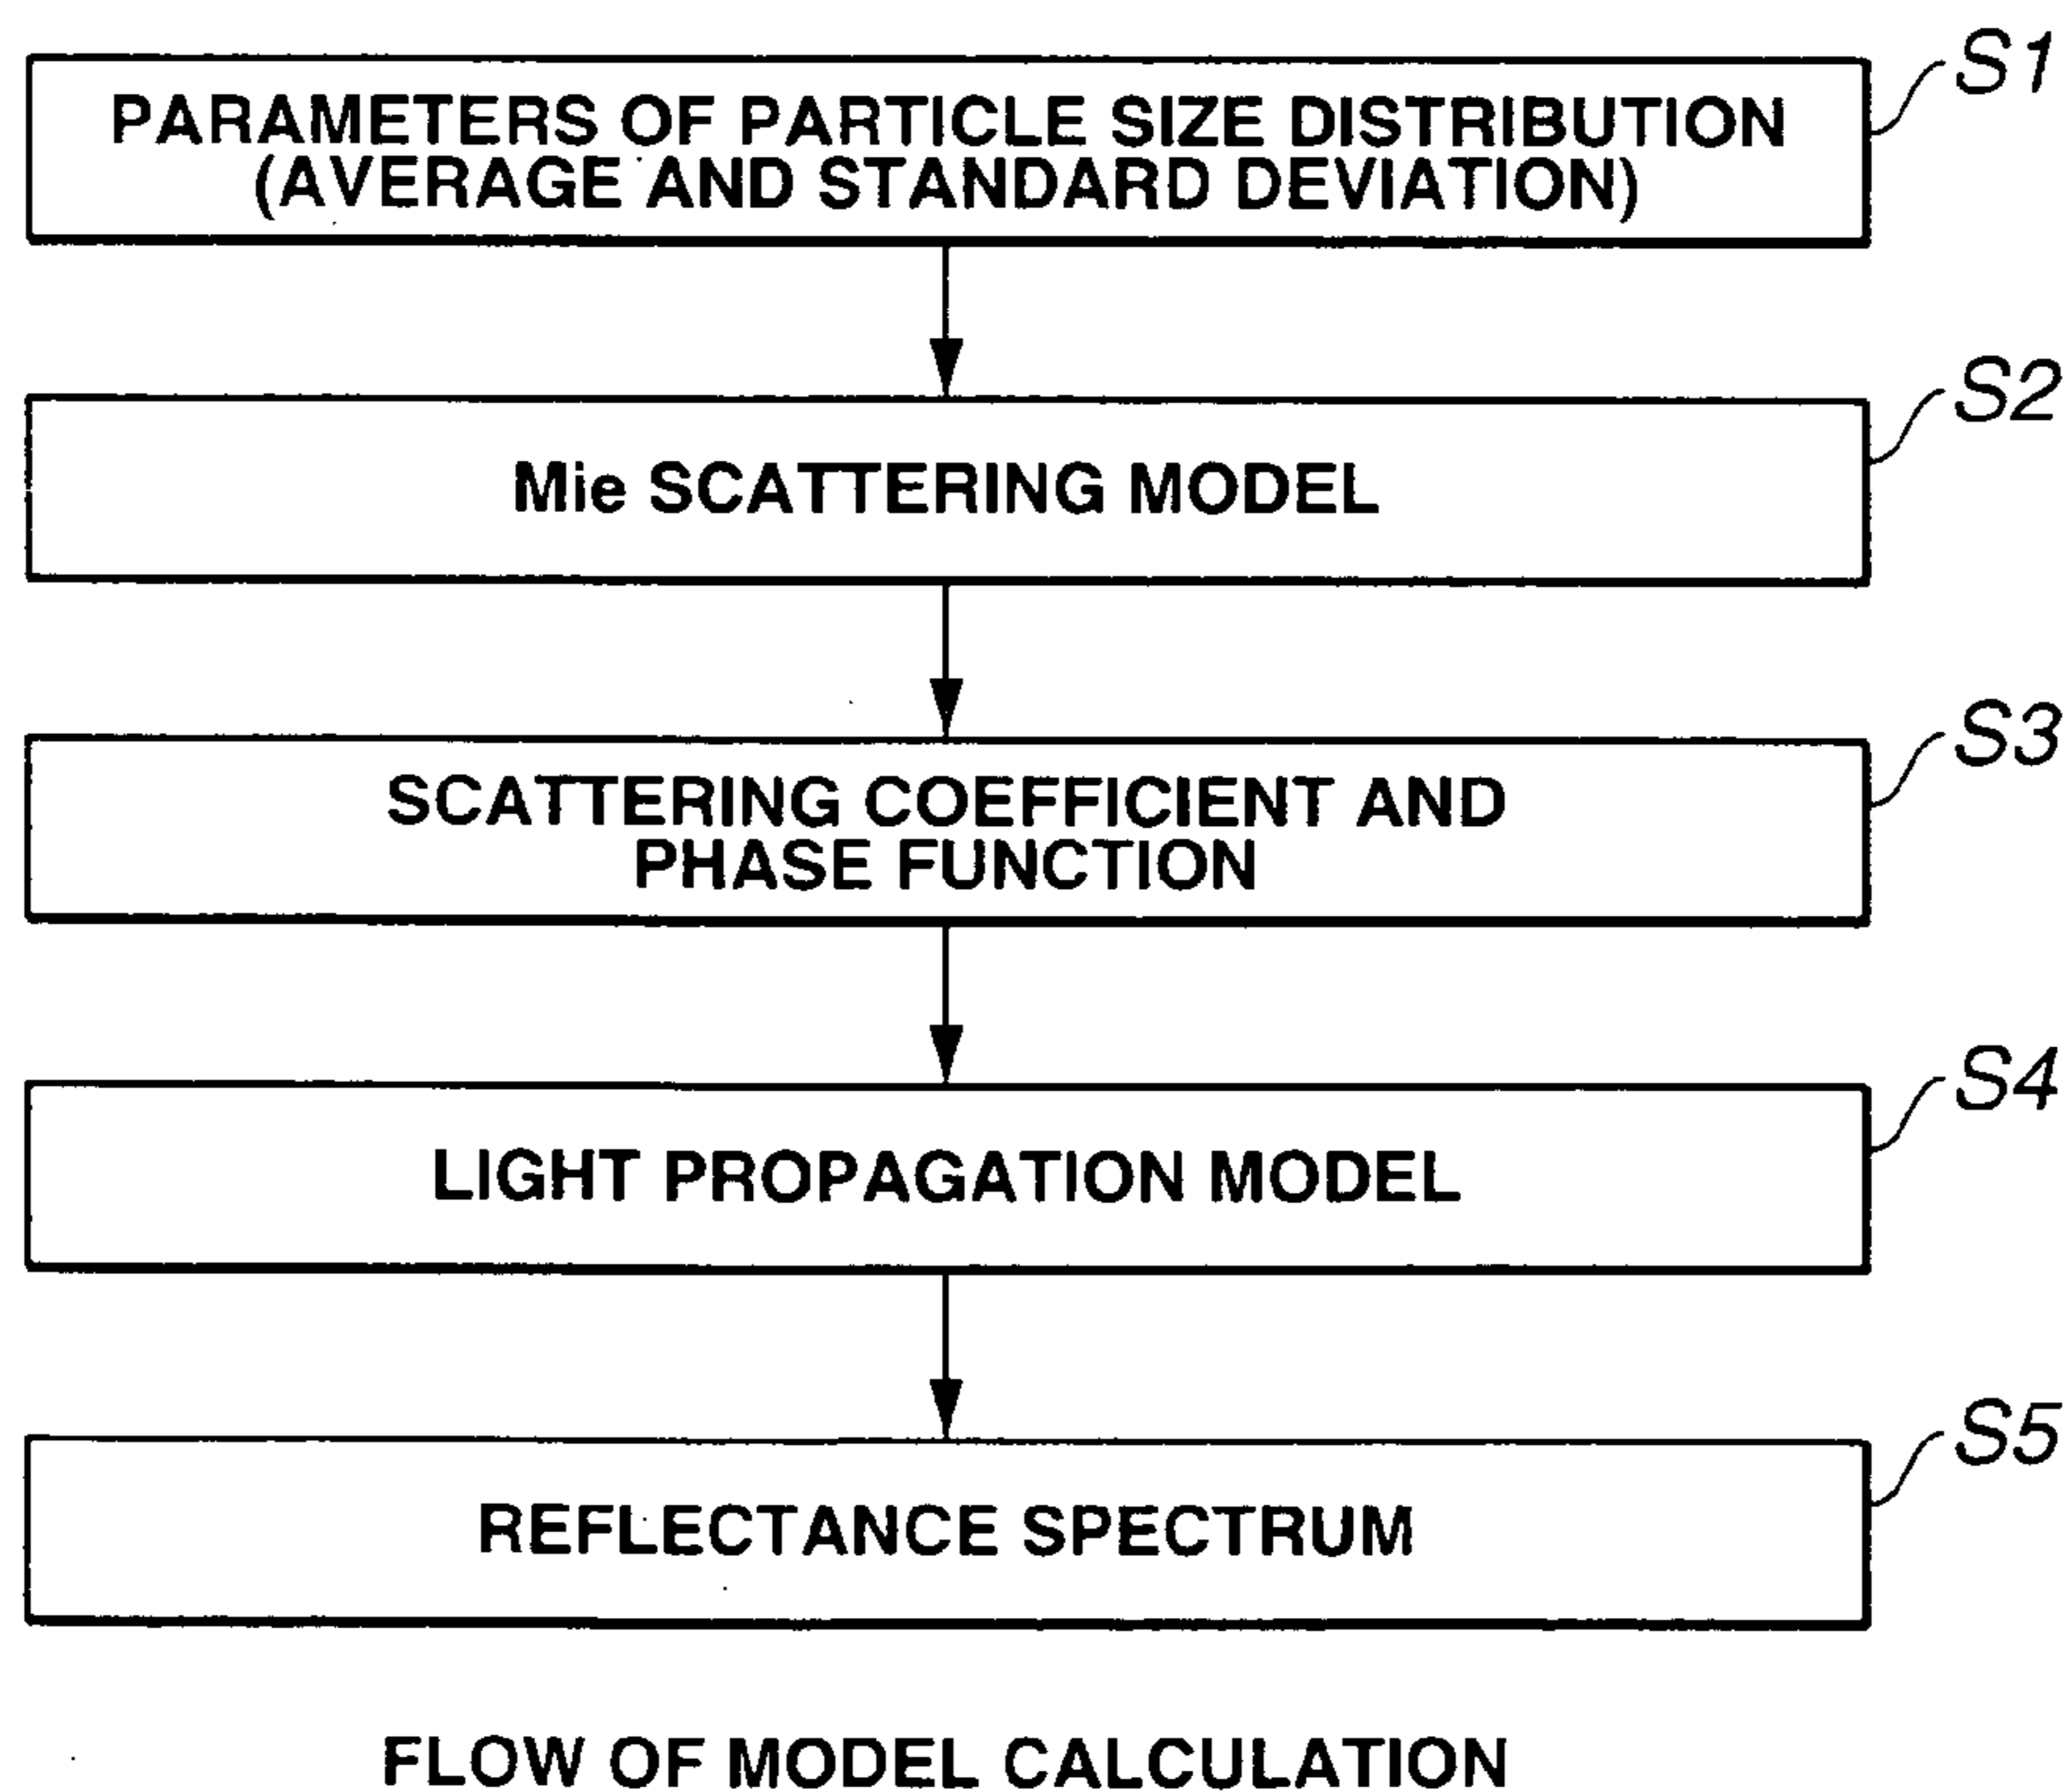 S1
PARAMETERS OF PARTICLE SIZE DISTRIBUTION
(AVERAGE AND STANDARD DEVIATION)
S2
Mie SCATTERING MODEL
S3
SCATTERING COEFFICIENT AND
PHASE FUNCTION
S4
LIGHT PROPAGATION MODEL
S5
REFLECTANCE SPECTRUM
FLOW OF MODEL CALCULATION